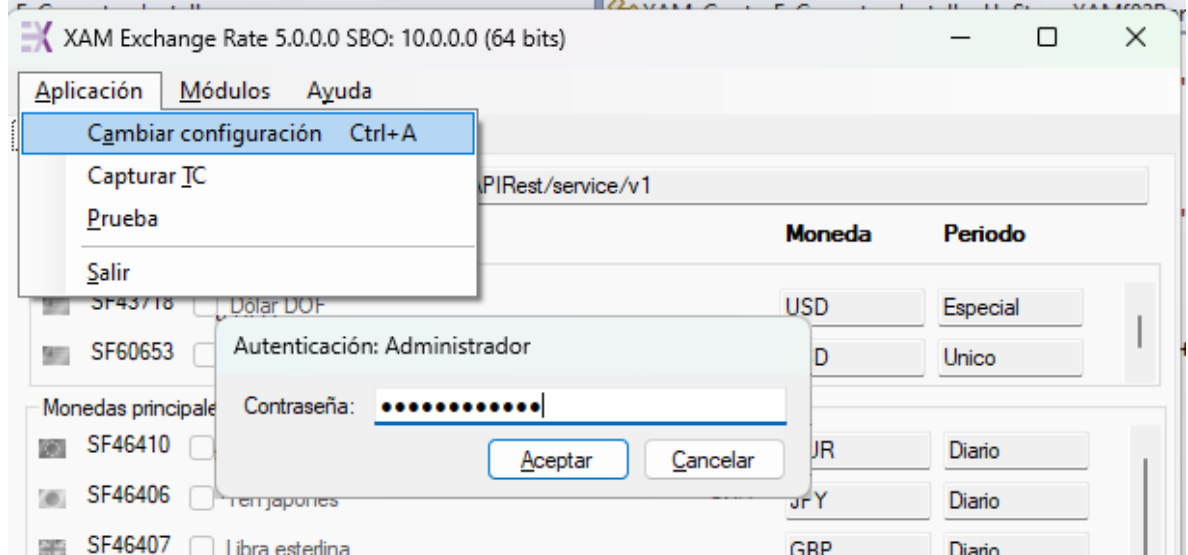 XAM Exchange Rate 5.0.0.0 SBO: 10.0.0.0 (64 bits)
Aplicación Módulos Ayuda
Cambiar configuración Ctrl+A
Capturar TC
Prueba
Salir
APIRest/service/v1
Moneda Periodo
SF43718 Dólar DOF USD Especial
SF60653 Unico
Autenticación: Administrador
Contraseña: ••••••••••••
Aceptar Cancelar
Monedas principale
SF46410 Diario
SF46406 Yen japonés JPY Diario
SF46407 Libra esterlina GBP Diario